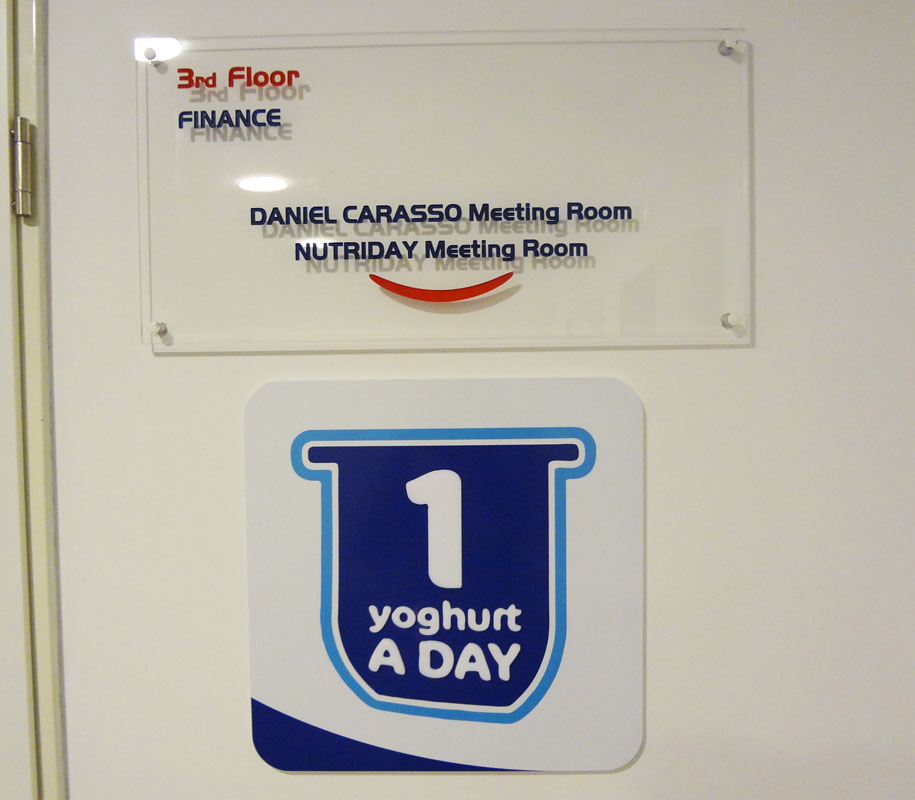 3rd Floor
FINANCE
DANIEL CARASSO Meeting Room
NUTRIDAY Meeting Room
1
yoghurt
A DAY